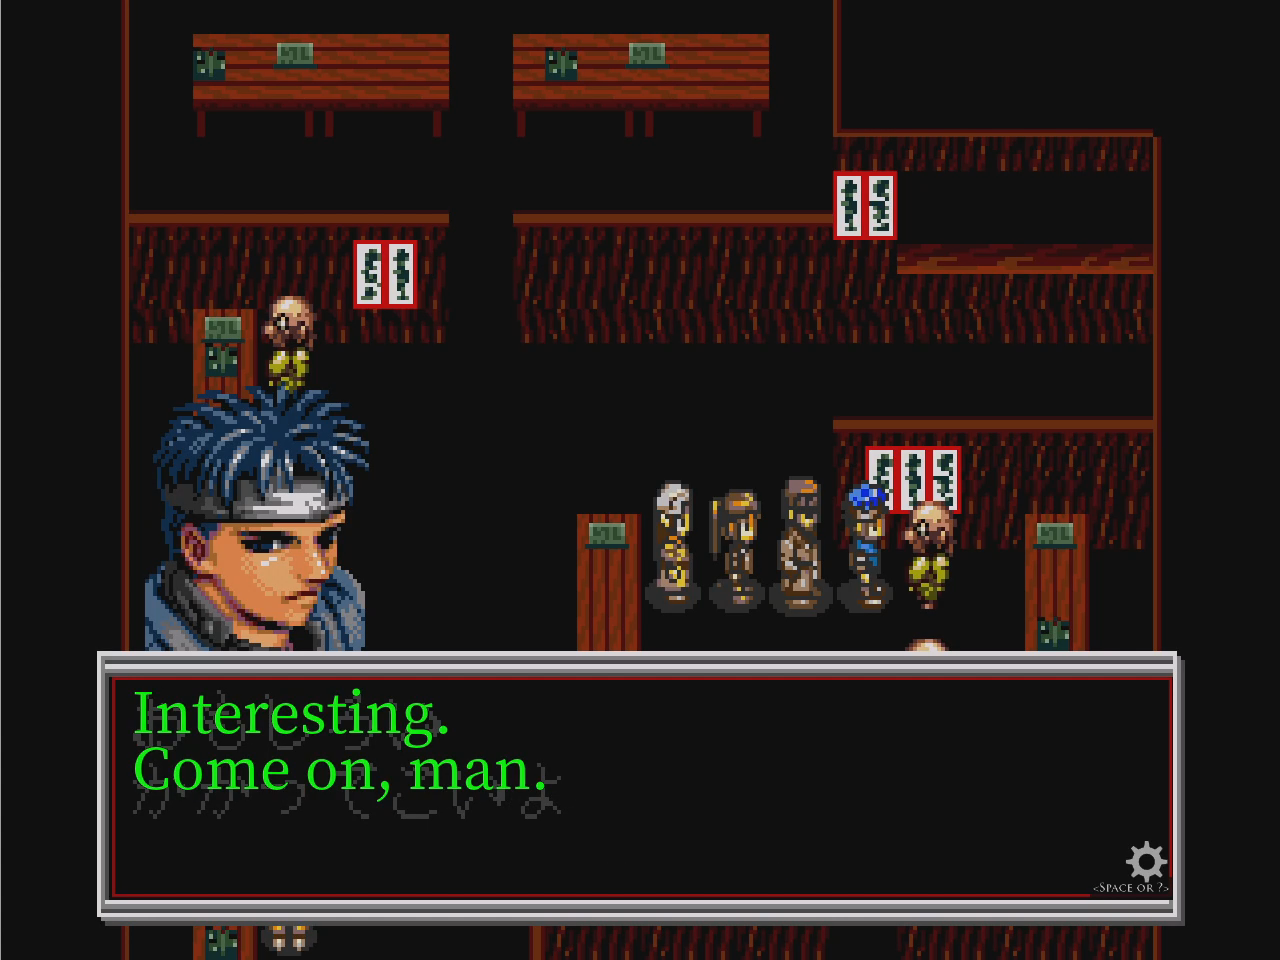 Interesting.
Come on, man.
<SPACE OR ?>